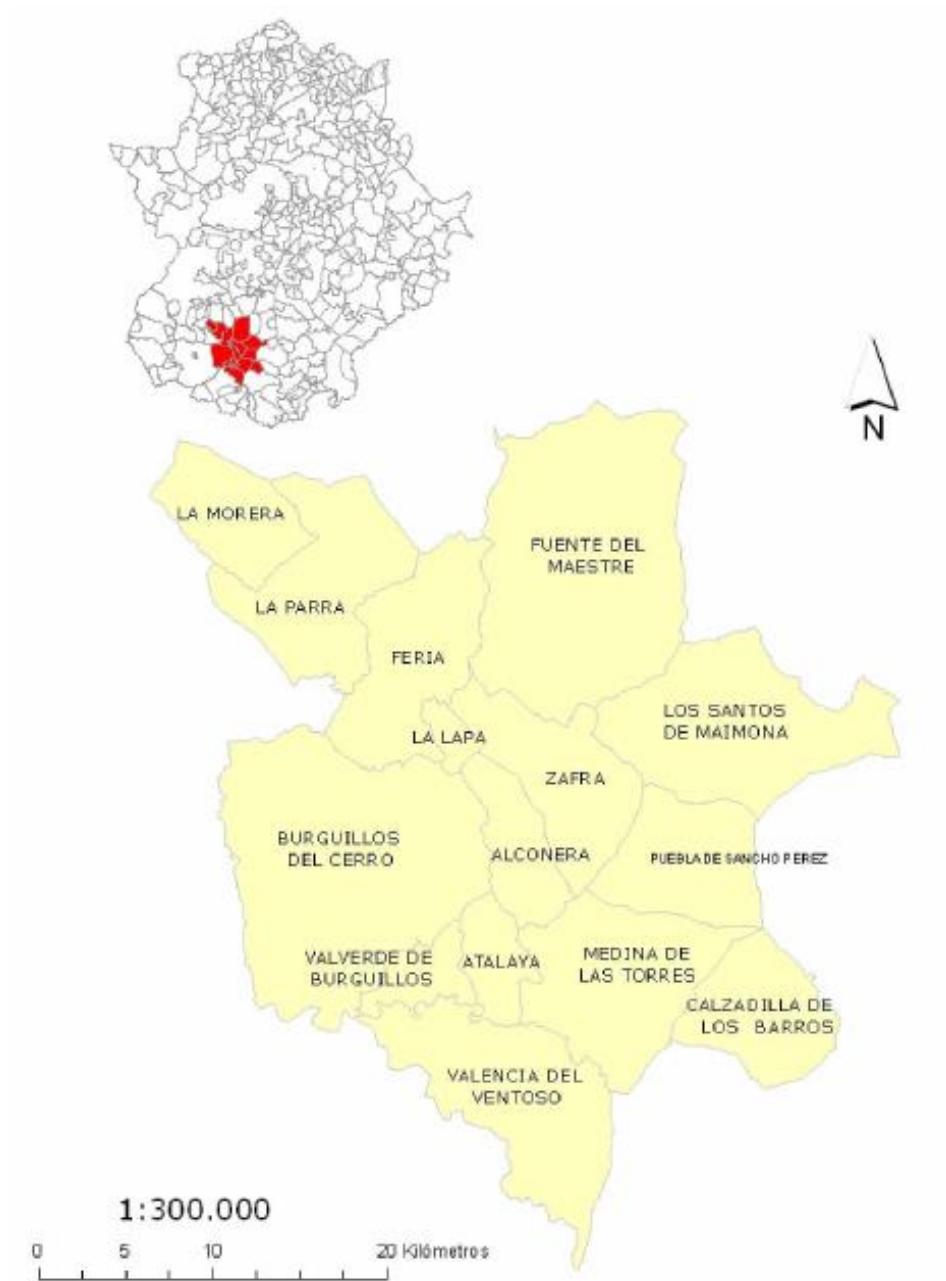 N
LA MORERA
FUENTE DEL
MAESTRE
LA PARRA
FERIA
LOS SANTOS
DE MAIMONA
LA LAPA
ZAFRA
BURGUILLOS
DEL CERRO
ALCONERA
PUEBLA DE SANCHO PEREZ
VALVERDE DE
BURGUILLOS
ATALAYA
MEDINA DE
LAS TORRES
CALZADILLA DE
LOS BARROS
VALENCIA DEL
VENTOSO
1:300.000
0 5 10 20 Kilómetros